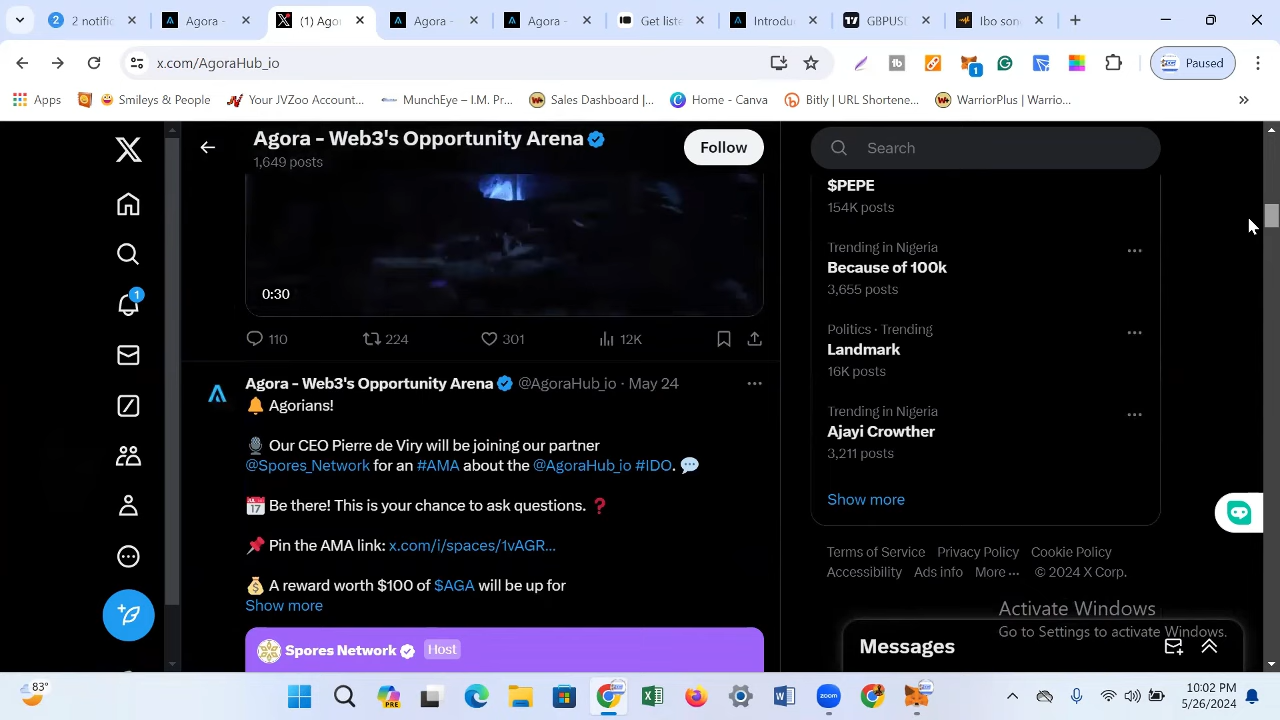 2 notific
Agora -
(1) Agor
Agora -
Agora -
Get liste
Introdu
GBPUSI
Ibo son
x.com/AgoraHub_io
1
Paused
Apps
Smileys & People
Your JVZoo Account...
MunchEye – I.M. Pr...
Sales Dashboard |...
Home - Canva
Bitly | URL Shortene...
WarriorPlus | Warrio...
Agora - Web3's Opportunity Arena
1,649 posts
Follow
Search
$PEPE
154K posts
Trending in Nigeria
Because of 100k
3,655 posts
0:30
110
224
301
12K
Politics · Trending
Landmark
16K posts
Agora - Web3's Opportunity Arena @AgoraHub_io · May 24
🔔 Agorians!
🎙️ Our CEO Pierre de Viry will be joining our partner
@Spores_Network for an #AMA about the @AgoraHub_io #IDO. 💬
📅 Be there! This is your chance to ask questions. ❓
📌 Pin the AMA link: x.com/i/spaces/1vAGR...
💰 A reward worth $100 of $AGA will be up for
Show more
Spores Network
Host
Trending in Nigeria
Ajayi Crowther
3,211 posts
Show more
Terms of Service Privacy Policy Cookie Policy
Accessibility Ads info More ··· © 2024 X Corp.
Activate Windows
Go to Settings to activate Windows.
Messages
1
83°
PRE
zoom
10:02 PM
5/26/2024